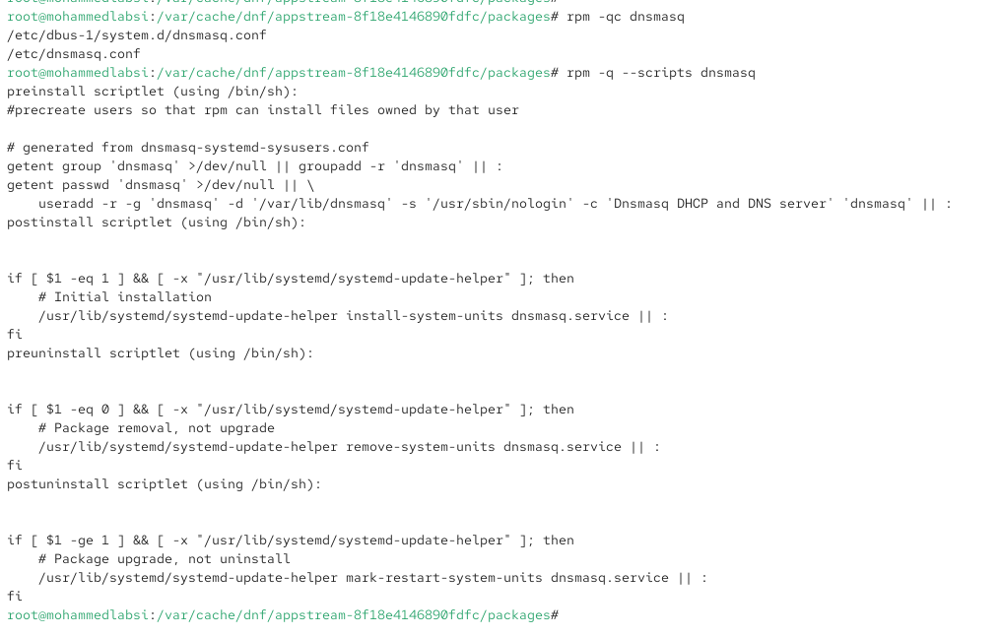 root@mohammedlabsi:/var/cache/dnf/appstream-8f18e4146890fdfc/packages#
root@mohammedlabsi:/var/cache/dnf/appstream-8f18e4146890fdfc/packages# rpm -qc dnsmasq
/etc/dbus-1/system.d/dnsmasq.conf
/etc/dnsmasq.conf
root@mohammedlabsi:/var/cache/dnf/appstream-8f18e4146890fdfc/packages# rpm -q --scripts dnsmasq
preinstall scriptlet (using /bin/sh):
#precreate users so that rpm can install files owned by that user
# generated from dnsmasq-systemd-sysusers.conf
getent group 'dnsmasq' >/dev/null || groupadd -r 'dnsmasq' || :
getent passwd 'dnsmasq' >/dev/null || \
    useradd -r -g 'dnsmasq' -d '/var/lib/dnsmasq' -s '/usr/sbin/nologin' -c 'Dnsmasq DHCP and DNS server' 'dnsmasq' || :
postinstall scriptlet (using /bin/sh):
if [ $1 -eq 1 ] && [ -x "/usr/lib/systemd/systemd-update-helper" ]; then
    # Initial installation
    /usr/lib/systemd/systemd-update-helper install-system-units dnsmasq.service || :
fi
preuninstall scriptlet (using /bin/sh):
if [ $1 -eq 0 ] && [ -x "/usr/lib/systemd/systemd-update-helper" ]; then
    # Package removal, not upgrade
    /usr/lib/systemd/systemd-update-helper remove-system-units dnsmasq.service || :
fi
postuninstall scriptlet (using /bin/sh):
if [ $1 -ge 1 ] && [ -x "/usr/lib/systemd/systemd-update-helper" ]; then
    # Package upgrade, not uninstall
    /usr/lib/systemd/systemd-update-helper mark-restart-system-units dnsmasq.service || :
fi
root@mohammedlabsi:/var/cache/dnf/appstream-8f18e4146890fdfc/packages#